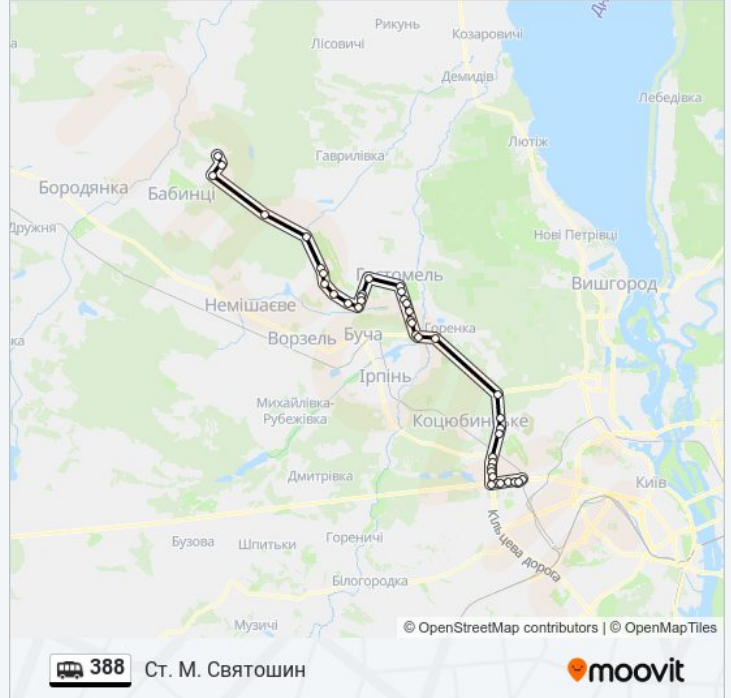 Рикунь
Козаровичі
Лісовичі
Демидів
Лебедівка
Лютіж
Гаврилівка
Бородянка
Бабинці
Дружня
Нові Петрівці
Гостомель
Вишгород
Немішаєве
Горенка
Ворзель
Буча
Ірпінь
Михайлівка-
Рубежівка
Коцюбинське
Дмитрівка
Київ
Кільцева дорога
Бузова
Шпитьки
Гореничі
Білогородка
Музичі
© OpenStreetMap contributors | © OpenMapTiles
388 Ст. М. Святошин
moovit